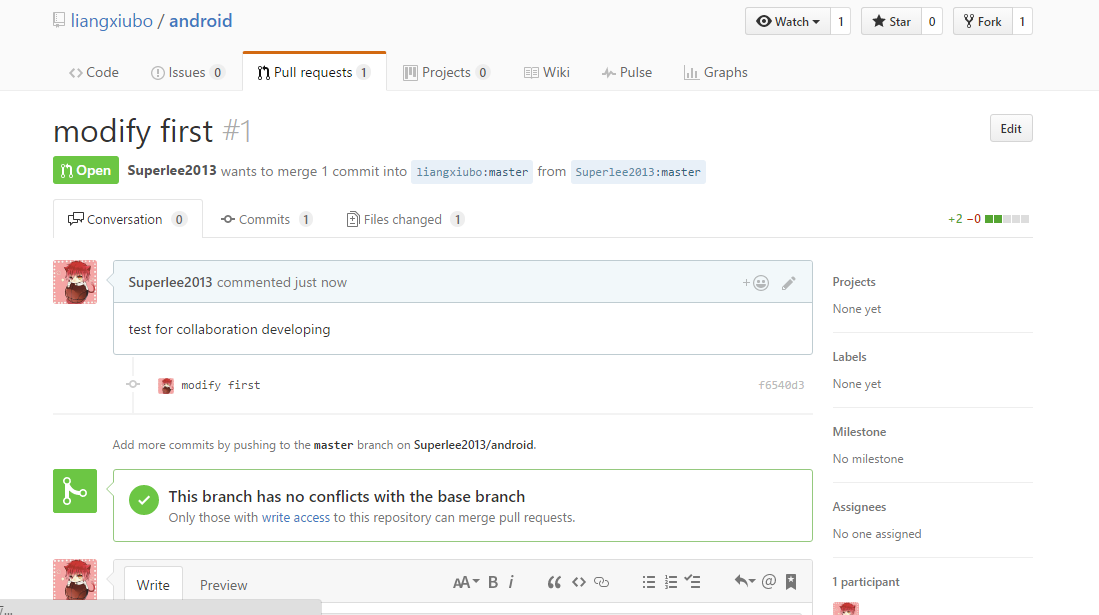 liangxiubo / android
Watch 1 Star 0 Fork 1
Code Issues 0 Pull requests 1 Projects 0 Wiki Pulse Graphs
modify first #1
Edit
Open Superlee2013 wants to merge 1 commit into liangxiubo:master from Superlee2013:master
Conversation 0 Commits 1 Files changed 1
+2 −0
Superlee2013 commented just now
test for collaboration developing
modify first f6540d3
Add more commits by pushing to the master branch on Superlee2013/android.
This branch has no conflicts with the base branch
Only those with write access to this repository can merge pull requests.
Write Preview
AA B i
Projects
None yet
Labels
None yet
Milestone
No milestone
Assignees
No one assigned
1 participant